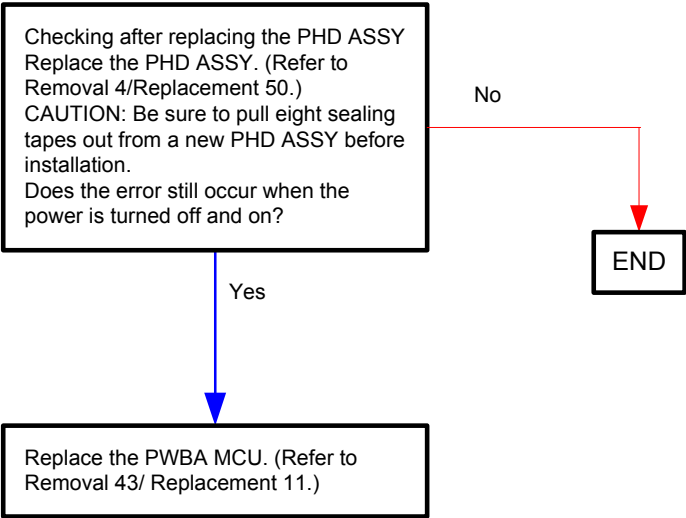 Checking after replacing the PHD ASSY
Replace the PHD ASSY. (Refer to
Removal 4/Replacement 50.)
CAUTION: Be sure to pull eight sealing
tapes out from a new PHD ASSY before
installation.
Does the error still occur when the
power is turned off and on?
No
END
Yes
Replace the PWBA MCU. (Refer to
Removal 43/ Replacement 11.)